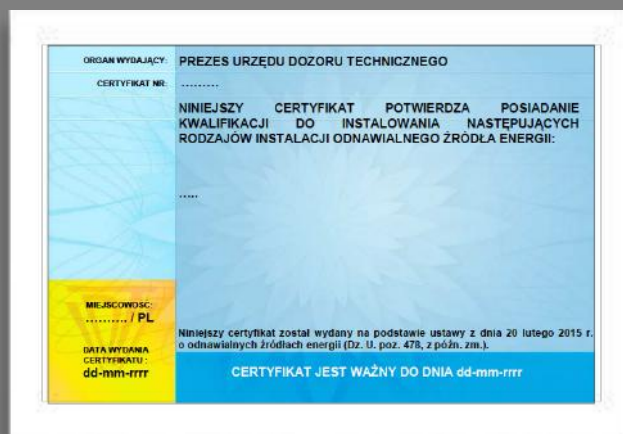 ORGAN WYDAJĄCY: PREZES URZĘDU DOZORU TECHNICZNEGO
CERTYFIKAT NR: .........
NINIEJSZY CERTYFIKAT POTWIERDZA POSIADANIE
KWALIFIKACJI DO INSTALOWANIA NASTĘPUJĄCYCH
RODZAJÓW INSTALACJI ODNAWIALNEGO ŹRÓDŁA ENERGII:
.....
MIEJSCOWOŚC:
.......... / PL
Niniejszy certyfikat został wydany na podstawie ustawy z dnia 20 lutego 2015 r.
o odnawialnych źródłach energii (Dz. U. poz. 478, z późn. zm.).
DATA WYDANIA
CERTYFIKATU :
dd-mm-rrrr
CERTYFIKAT JEST WAŻNY DO DNIA dd-mm-rrrr